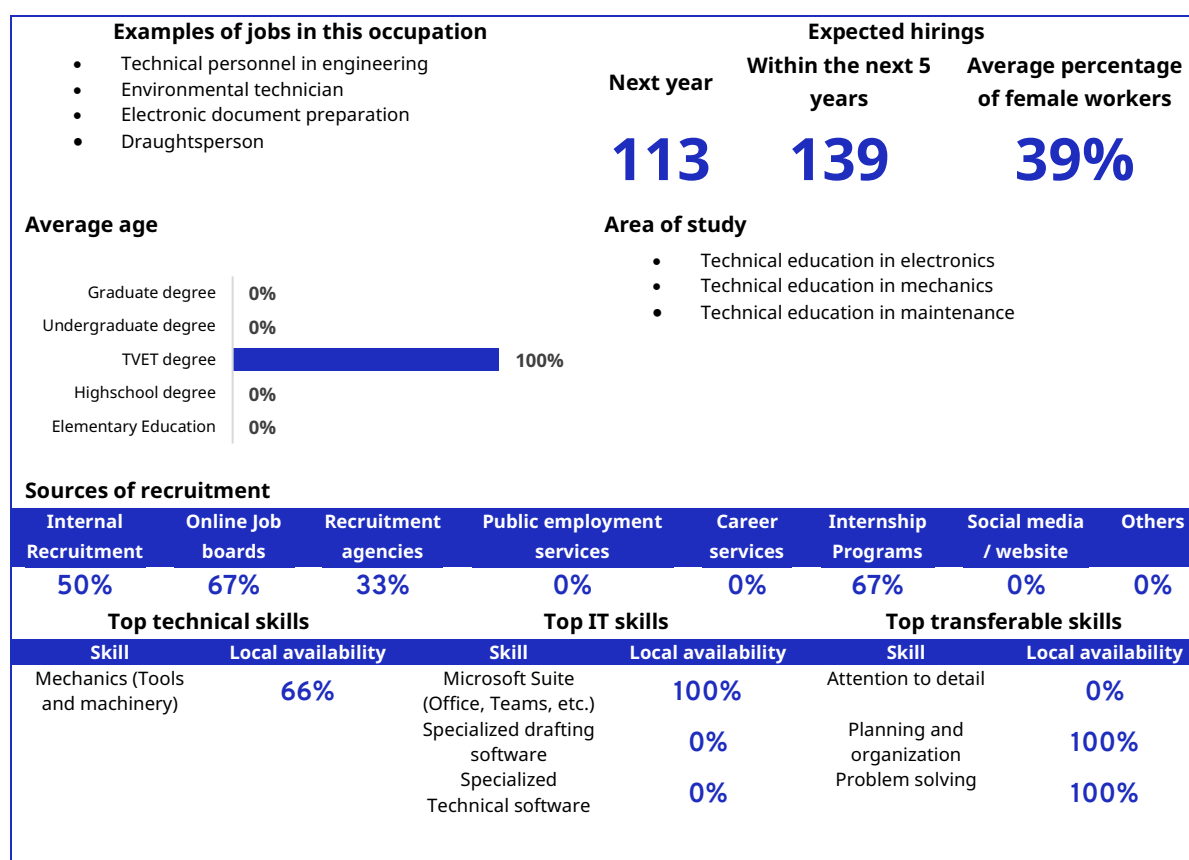 Examples of jobs in this occupation
• Technical personnel in engineering
• Environmental technician
• Electronic document preparation
• Draughtsperson
Expected hirings
Next year
Within the next 5
years
Average percentage
of female workers
113
139
39%
Average age
Graduate degree 0%
Undergraduate degree 0%
TVET degree 100%
Highschool degree 0%
Elementary Education 0%
Area of study
• Technical education in electronics
• Technical education in mechanics
• Technical education in maintenance
Sources of recruitment
Internal Online Job Recruitment Public employment Career Internship Social media Others
Recruitment boards agencies services services Programs / website
50% 67% 33% 0% 0% 67% 0% 0%
Top technical skills
Skill Local availability
Mechanics (Tools
and machinery) 66%
Top IT skills
Skill Local availability
Microsoft Suite
(Office, Teams, etc.) 100%
Specialized drafting
software 0%
Specialized
Technical software 0%
Top transferable skills
Skill Local availability
Attention to detail 0%
Planning and
organization 100%
Problem solving 100%